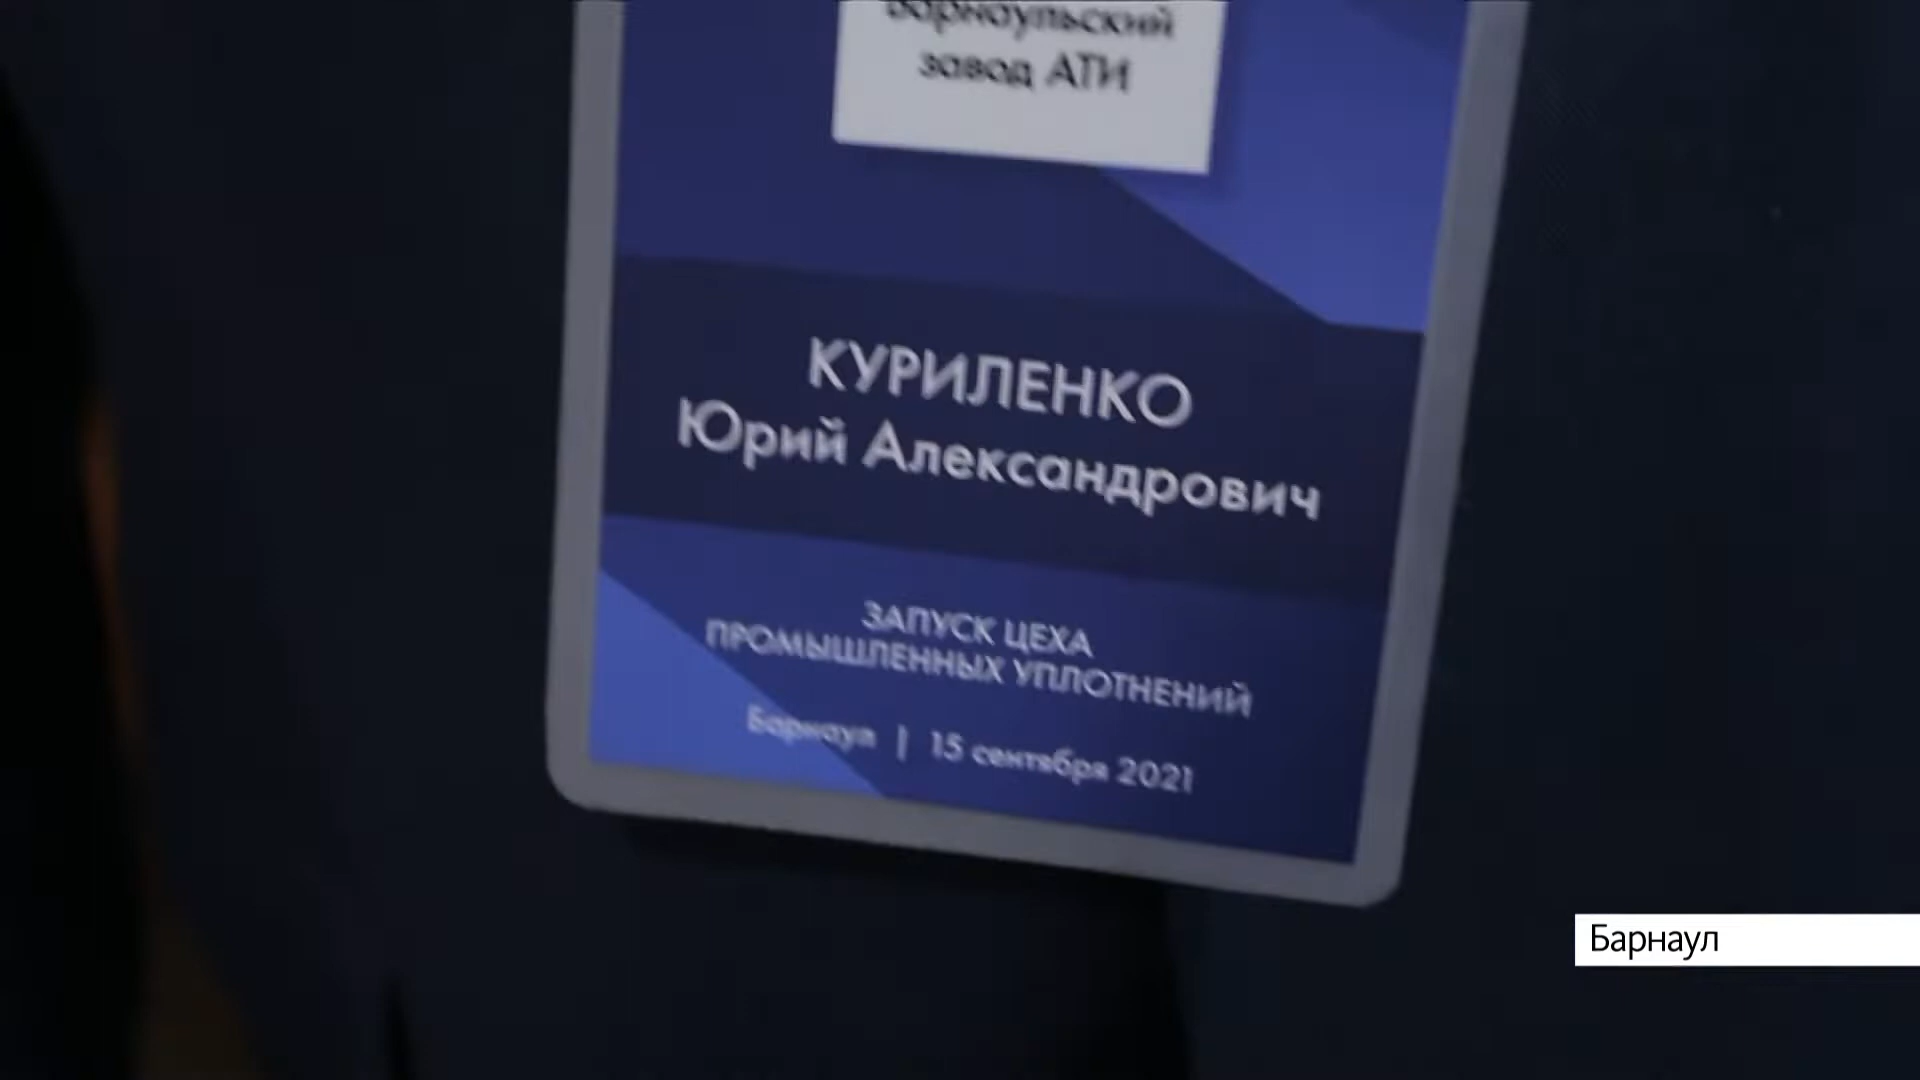 Барнаульский
завод АТИ
КУРИЛЕНКО
Юрий Александрович
ЗАПУСК ЦЕХА
ПРОМЫШЛЕННЫХ УПЛОТНЕНИЙ
Барнаул | 15 сентября 2021
Барнаул